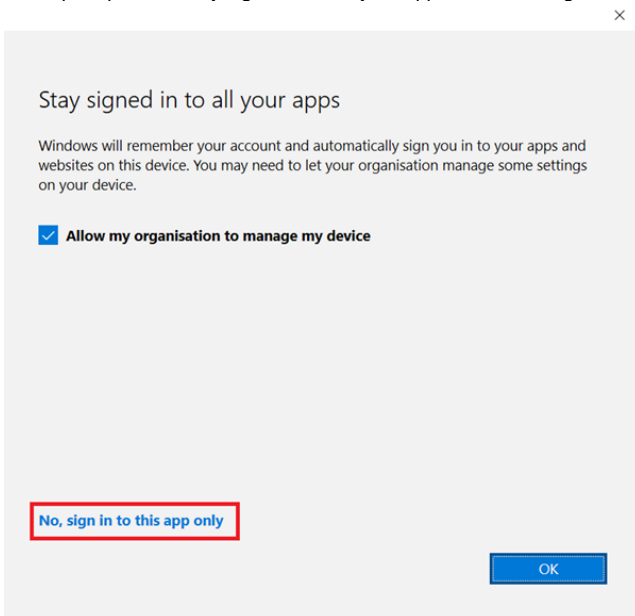 Stay signed in to all your apps
Windows will remember your account and automatically sign you in to your apps and
websites on this device. You may need to let your organisation manage some settings
on your device.
Allow my organisation to manage my device
No, sign in to this app only
OK